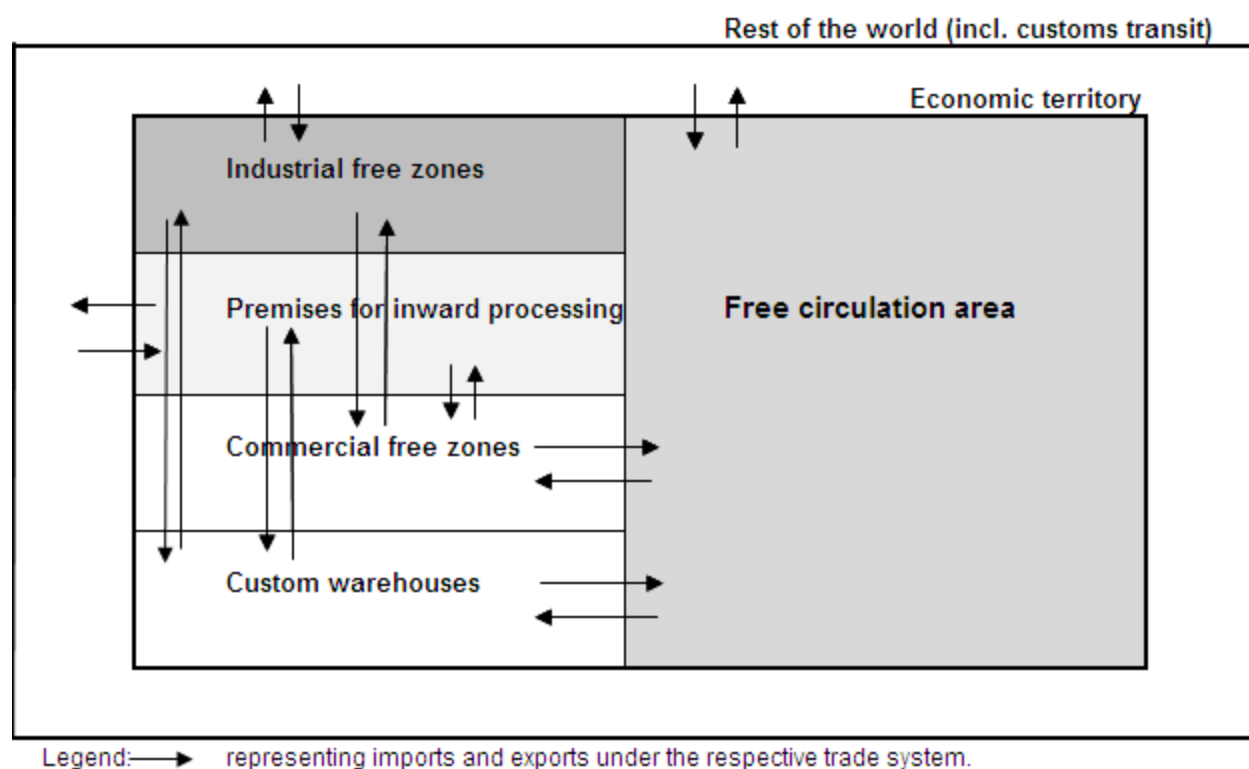 Rest of the world (incl. customs transit)
Economic territory
Industrial free zones
Premises for inward processing
Free circulation area
Commercial free zones
Custom warehouses
Legend: representing imports and exports under the respective trade system.